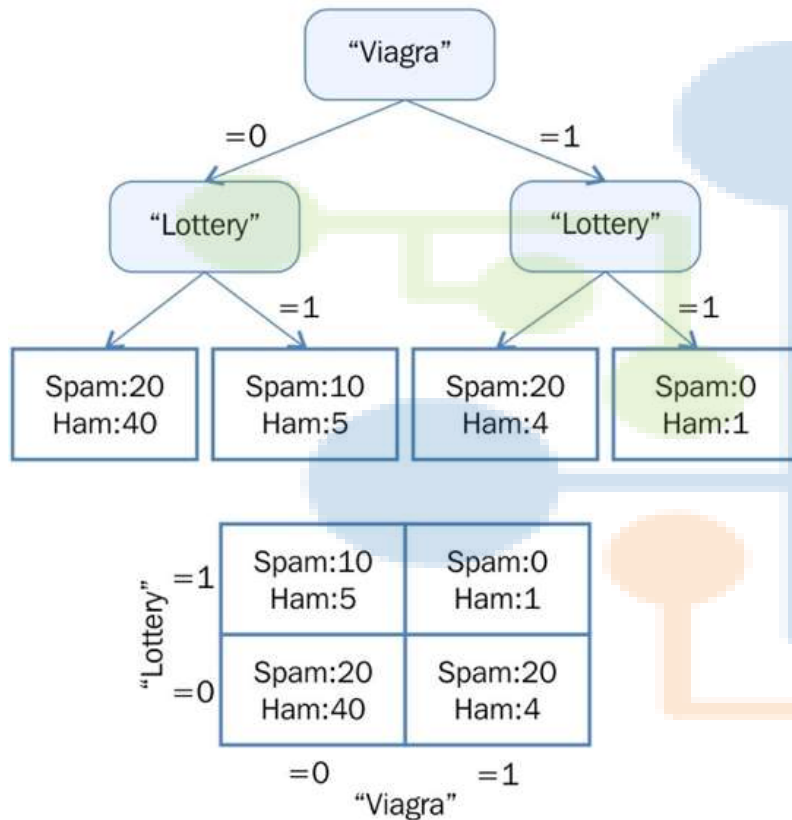 “Viagra”
=0
=1
“Lottery”
“Lottery”
=1
=1
Spam:20
Ham:40
Spam:10
Ham:5
Spam:20
Ham:4
Spam:0
Ham:1
“Lottery”
=1
Spam:10
Ham:5
Spam:0
Ham:1
=0
Spam:20
Ham:40
Spam:20
Ham:4
=0
=1
“Viagra”